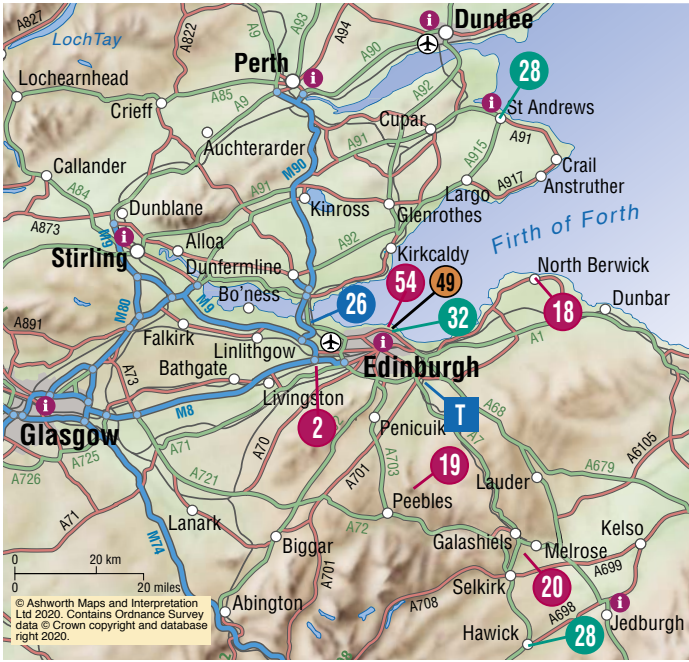 A827
A9
A93
Dundee
Loch Tay
A822
A94
A90
Perth
A92
28
Lochearnhead
A85
A9
St Andrews
Crieff
Cupar
A91
A915
Auchterarder
M90
A91
Crail
Callander
A84
A91
Largo
A917
Anstruther
Dunblane
Kinross
Glenrothes
A873
M9
Alloa
A92
Firth of Forth
Stirling
Kirkcaldy
Dunfermline
54
49
North Berwick
M9
Bo'ness
26
M80
32
18
Dunbar
A891
Falkirk
Linlithgow
A1
A73
Bathgate
Edinburgh
Livingston
M8
T
A68
Glasgow
2
Penicuik
A7
A70
A6105
A71
A725
A726
A721
A701
A703
19
A679
Lauder
A71
Peebles
Lanark
A72
Galashiels
Kelso
M74
Biggar
Melrose
0
20 km
A701
20
A699
0
20 miles
Selkirk
© Ashworth Maps and Interpretation
Ltd 2020. Contains Ordnance Survey
data © Crown copyright and database
right 2020.
Abington
A708
A698
Jedburgh
Hawick
28